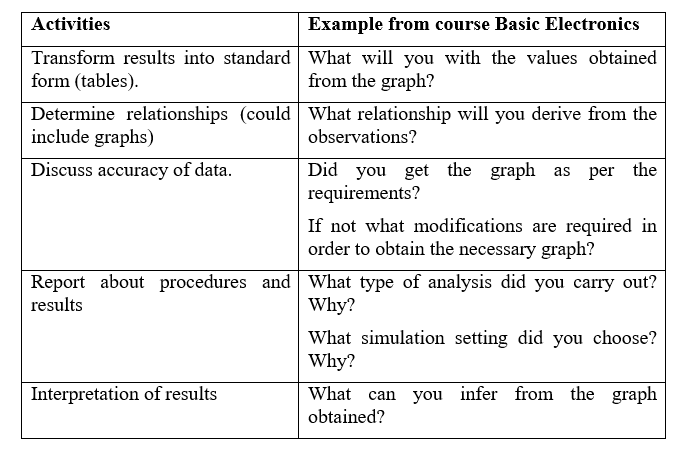 Activities
Example from course Basic Electronics
Transform results into standard
form (tables).
What will you with the values obtained
from the graph?
Determine relationships (could
include graphs)
What relationship will you derive from the
observations?
Discuss accuracy of data.
Did you get the graph as per the
requirements?
If not what modifications are required in
order to obtain the necessary graph?
Report about procedures and
results
What type of analysis did you carry out?
Why?
What simulation setting did you choose?
Why?
Interpretation of results
What can you infer from the graph
obtained?